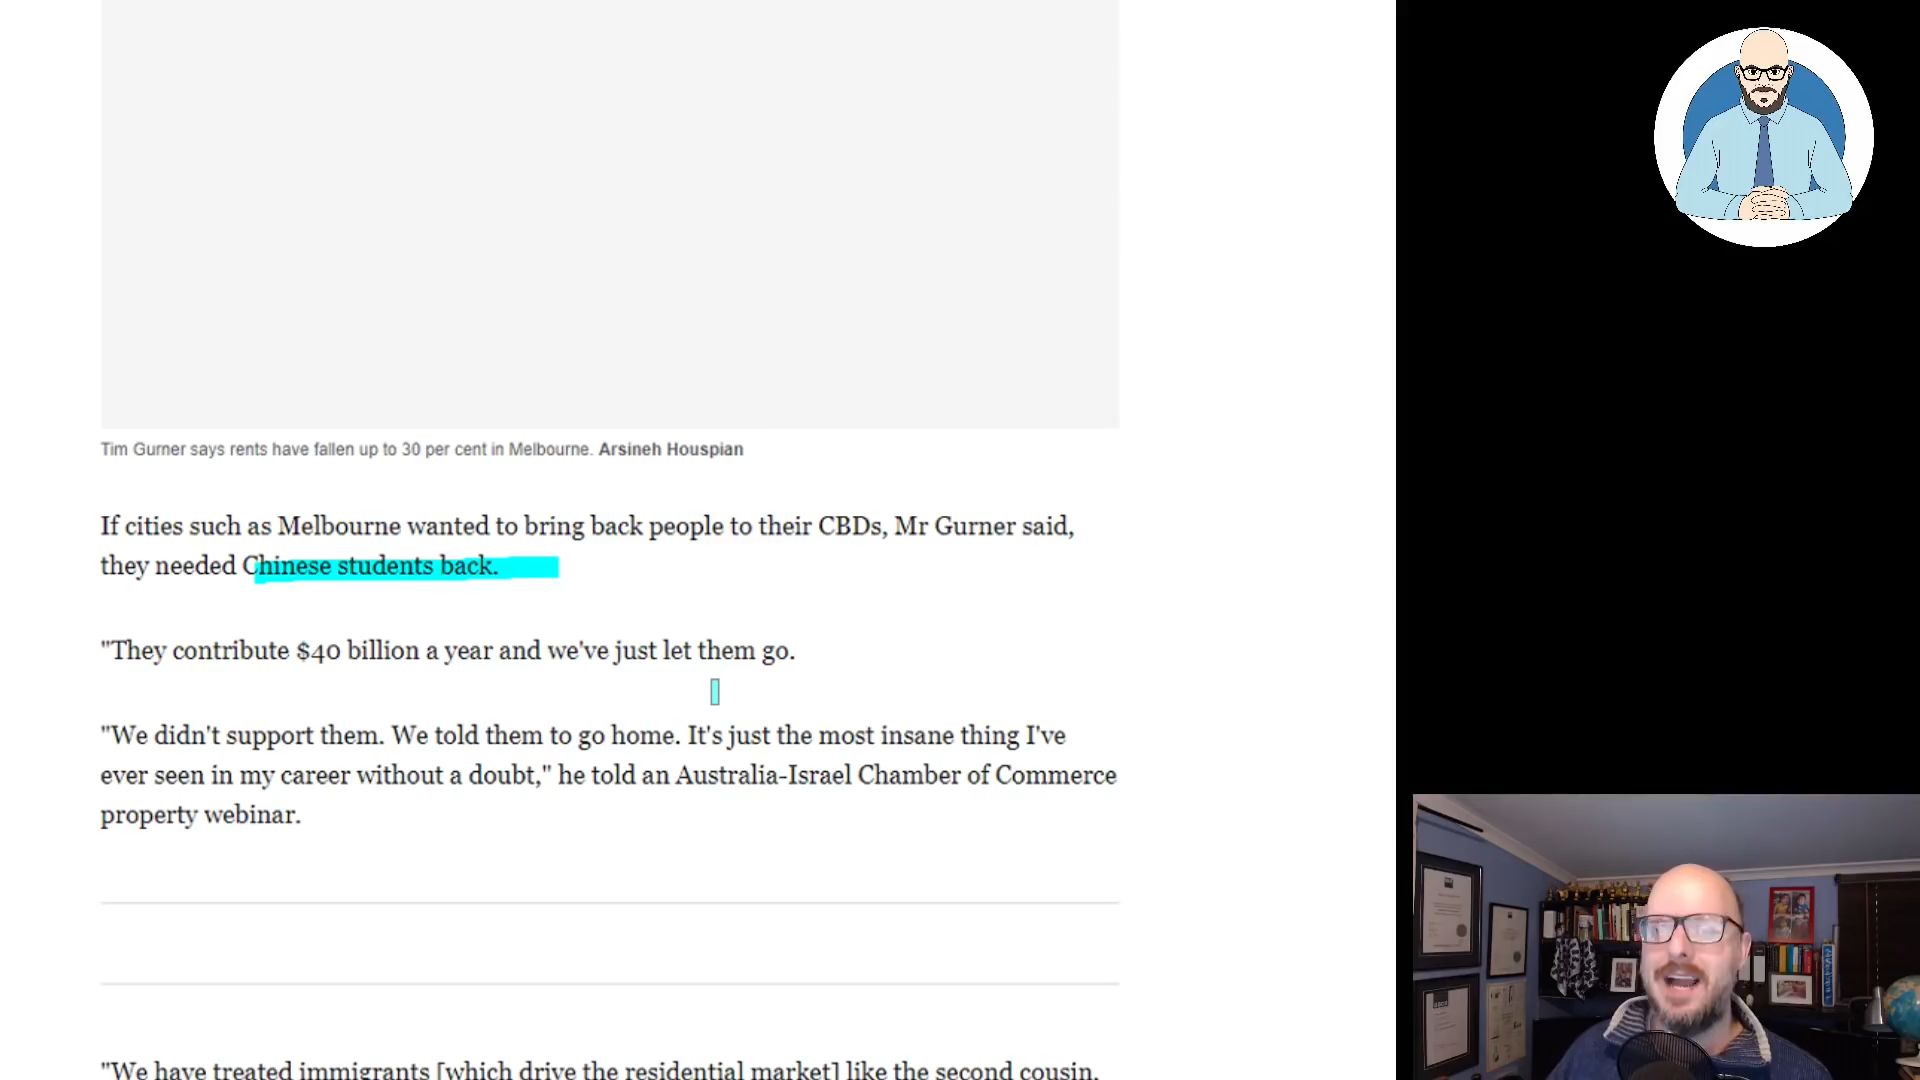 Tim Gurner says rents have fallen up to 30 per cent in Melbourne. Arsineh Houspian
If cities such as Melbourne wanted to bring back people to their CBDs, Mr Gurner said,
they needed Chinese students back.
"They contribute $40 billion a year and we've just let them go.
"We didn't support them. We told them to go home. It's just the most insane thing I've
ever seen in my career without a doubt," he told an Australia-Israel Chamber of Commerce
property webinar.
"We have treated immigrants [which drive the residential market] like the second cousin,